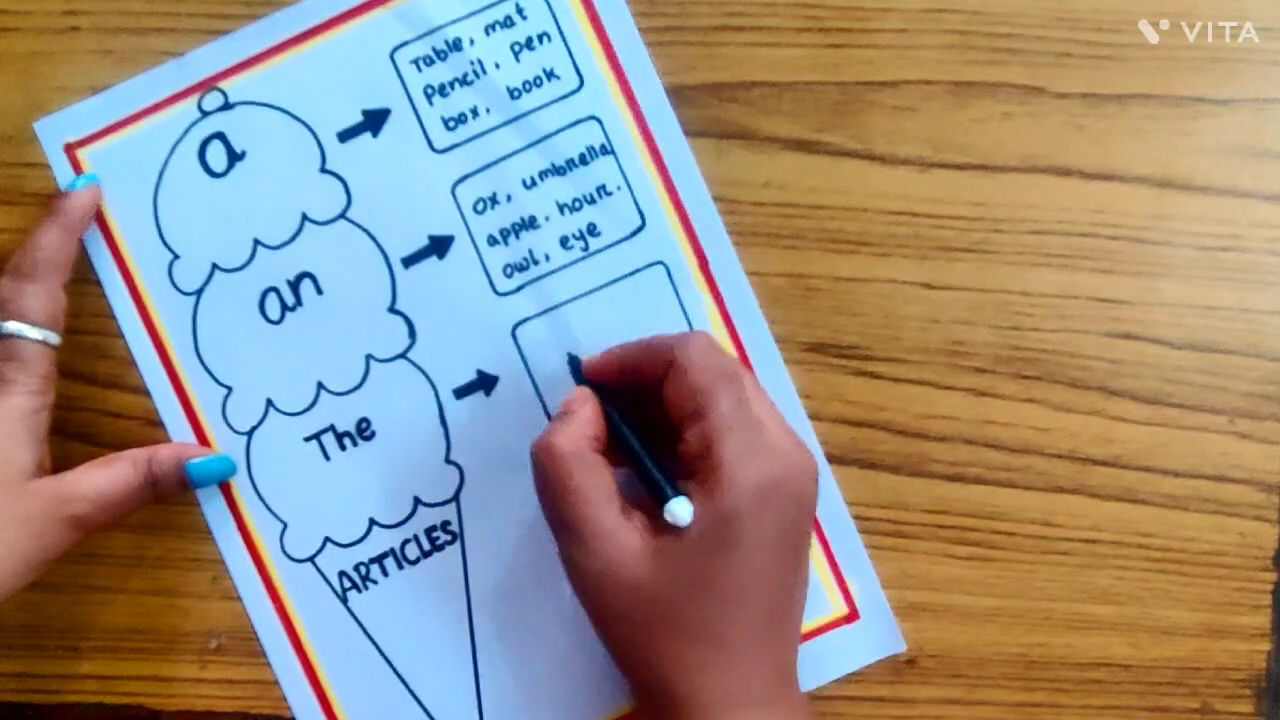 VITA
a
Table, mat
pencil, pen
box, book
an
ox, umbrella
apple, hour.
owl, eye
The
ARTICLES